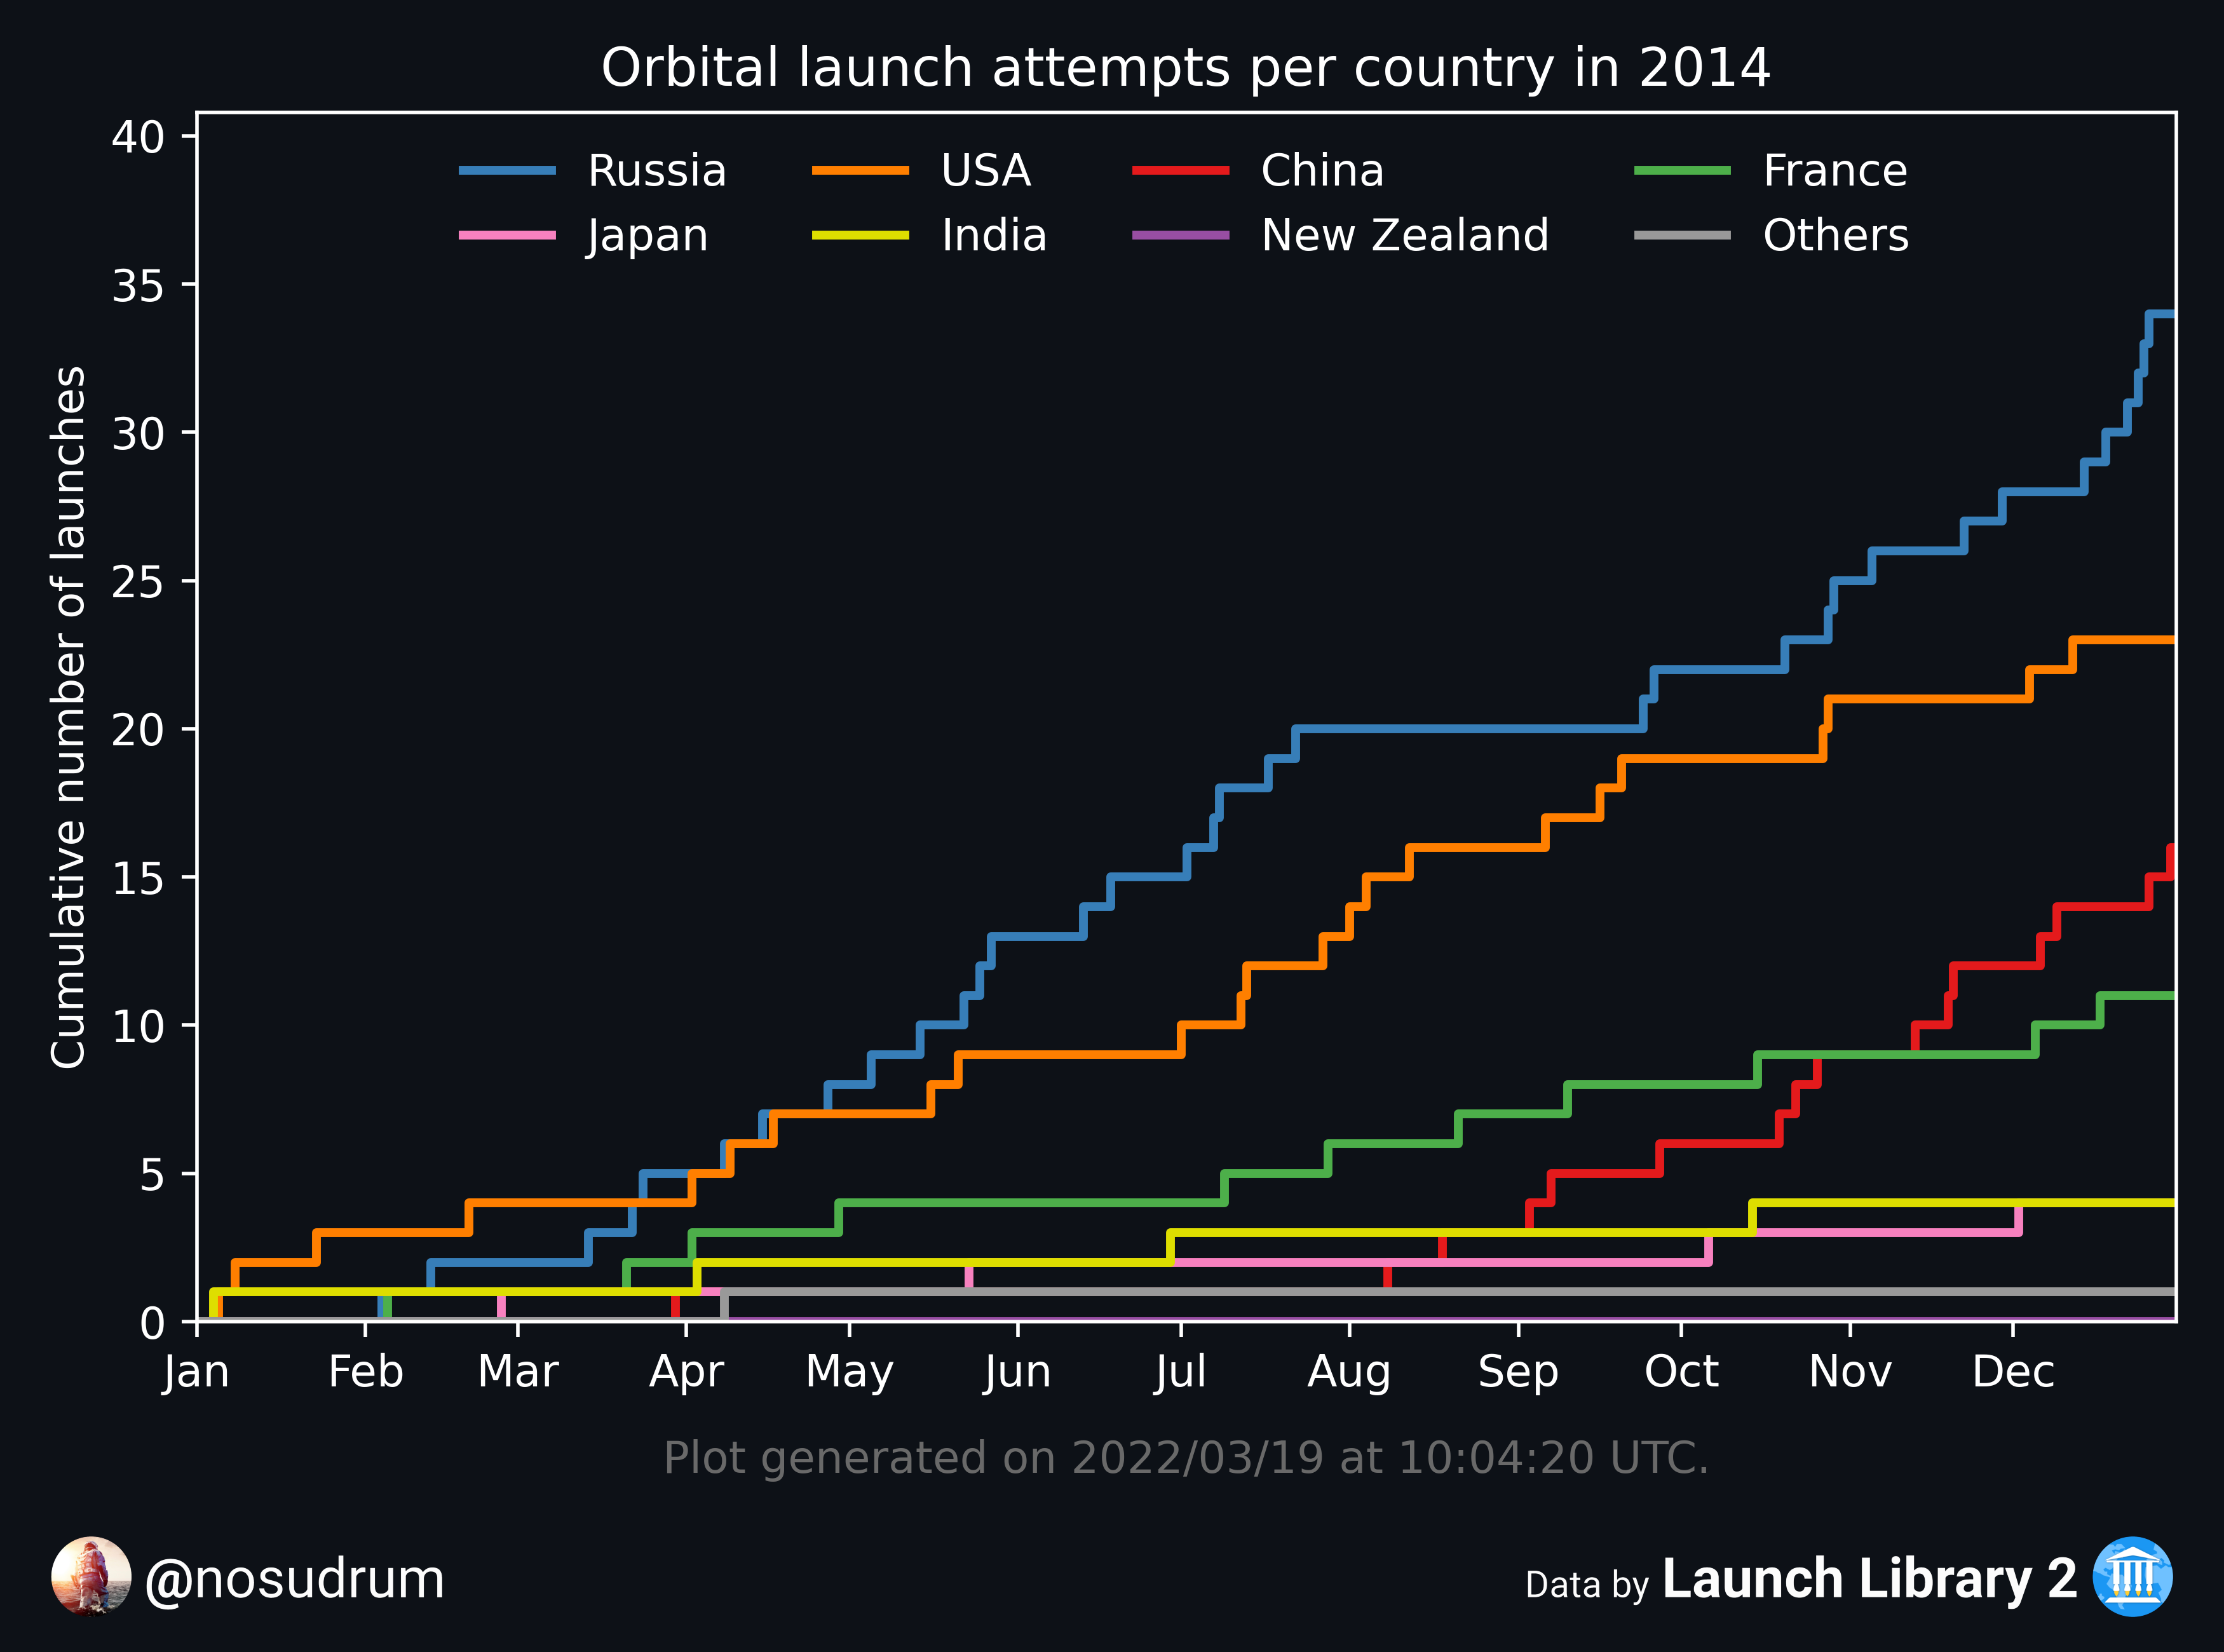 Orbital launch attempts per country in 2014
40
35
30
25
20
15
10
5
0
Cumulative number of launches
Russia USA China France
Japan India New Zealand Others
Jan Feb Mar Apr May Jun Jul Aug Sep Oct Nov Dec
Plot generated on 2022/03/19 at 10:04:20 UTC.
@nosudrum
Data by Launch Library 2